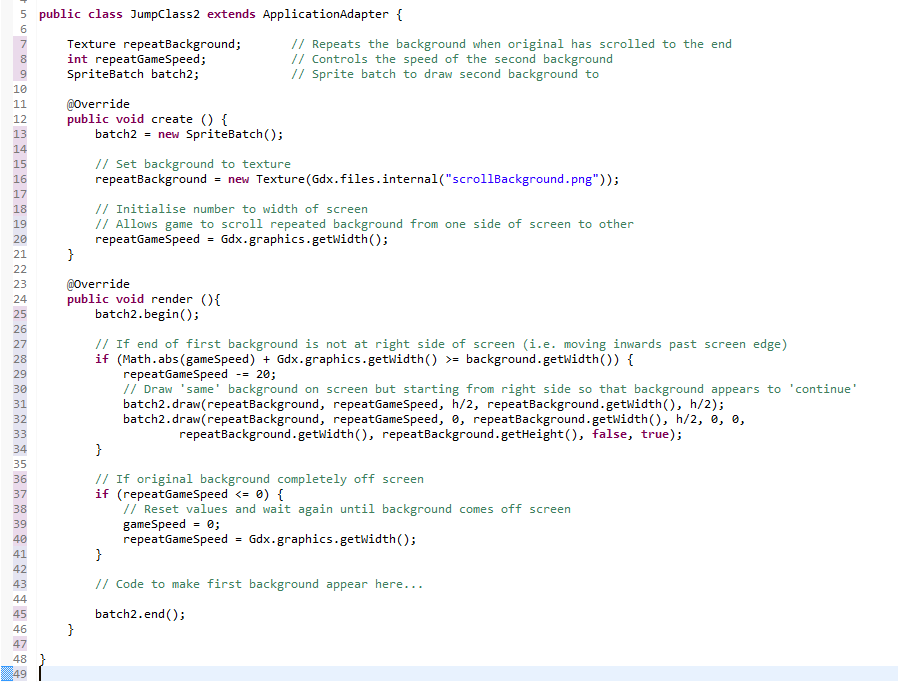 5 public class JumpClass2 extends ApplicationAdapter {
6
7 Texture repeatBackground; // Repeats the background when original has scrolled to the end
8 int repeatGameSpeed; // Controls the speed of the second background
9 SpriteBatch batch2; // Sprite batch to draw second background to
10
11 @Override
12 public void create () {
13 batch2 = new SpriteBatch();
14
15 // Set background to texture
16 repeatBackground = new Texture(Gdx.files.internal("scrollBackground.png"));
17
18 // Initialise number to width of screen
19 // Allows game to scroll repeated background from one side of screen to other
20 repeatGameSpeed = Gdx.graphics.getWidth();
21 }
22
23 @Override
24 public void render (){
25 batch2.begin();
26
27 // If end of first background is not at right side of screen (i.e. moving inwards past screen edge)
28 if (Math.abs(gameSpeed) + Gdx.graphics.getWidth() >= background.getWidth()) {
29 repeatGameSpeed -= 20;
30 // Draw 'same' background on screen but starting from right side so that background appears to 'continue'
31 batch2.draw(repeatBackground, repeatGameSpeed, h/2, repeatBackground.getWidth(), h/2);
32 batch2.draw(repeatBackground, repeatGameSpeed, 0, repeatBackground.getWidth(), h/2, 0, 0,
33 repeatBackground.getWidth(), repeatBackground.getHeight(), false, true);
34 }
35
36 // If original background completely off screen
37 if (repeatGameSpeed <= 0) {
38 // Reset values and wait again until background comes off screen
39 gameSpeed = 0;
40 repeatGameSpeed = Gdx.graphics.getWidth();
41 }
42
43 // Code to make first background appear here...
44
45 batch2.end();
46 }
47
48 }
49